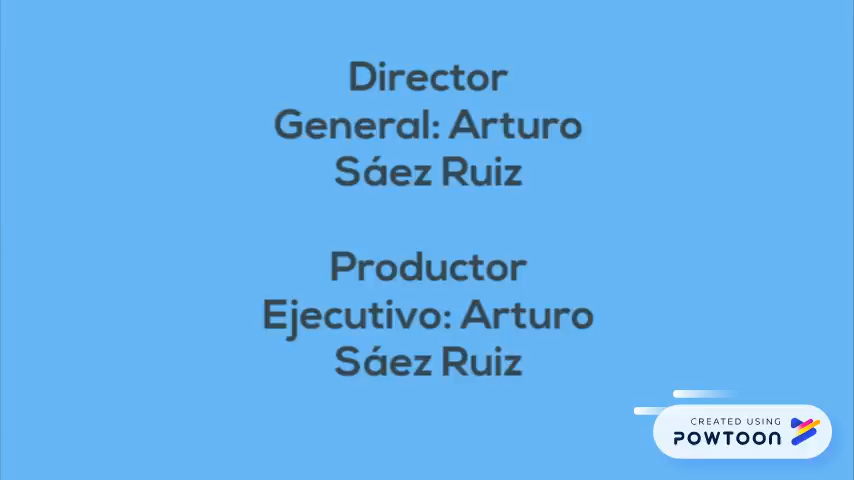 Director
General: Arturo
Sáez Ruiz
Productor
Ejecutivo: Arturo
Sáez Ruiz
CREATED USING
POWTOON